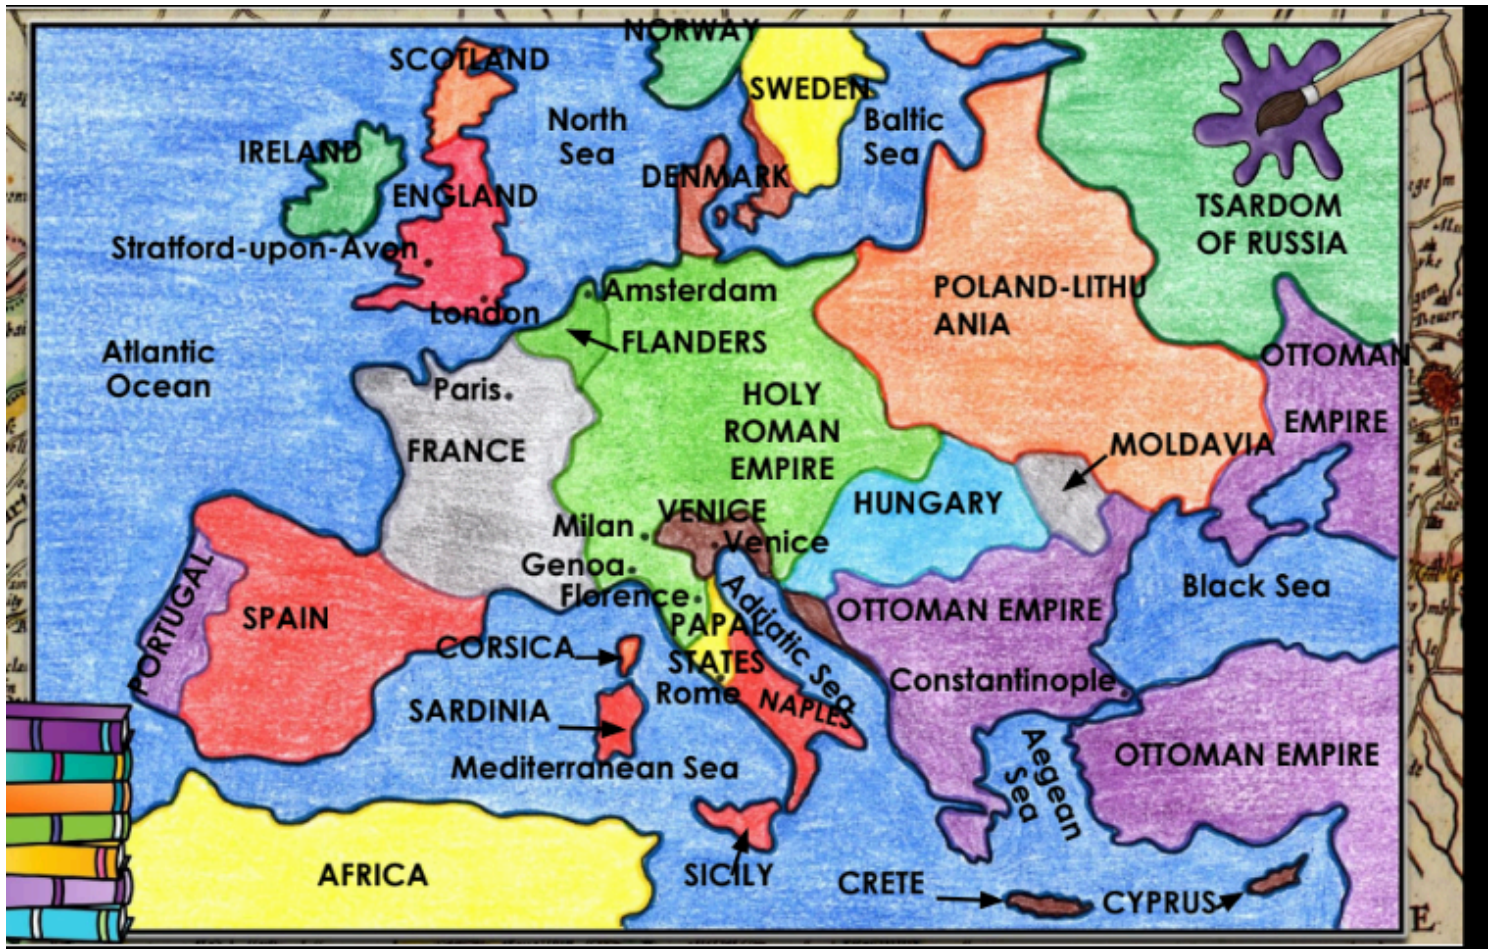 NORWAY
SCOTLAND
SWEDEN
North
Sea
Baltic
Sea
IRELAND
DENMARK
ENGLAND
TSARDOM
OF RUSSIA
Stratford-upon-Avon
Amsterdam
POLAND-LITHU
ANIA
London
FLANDERS
Atlantic
Ocean
OTTOMAN
EMPIRE
Paris
HOLY
ROMAN
EMPIRE
FRANCE
MOLDAVIA
HUNGARY
VENICE
Milan
Venice
Genoa
Florence
Adriatic Sea
Black Sea
PORTUGAL
SPAIN
OTTOMAN EMPIRE
PAPAL
STATES
CORSICA
Rome
Constantinople
SARDINIA
NAPLES
Mediterranean Sea
Aegean
Sea
OTTOMAN EMPIRE
AFRICA
SICILY
CRETE
CYPRUS
E